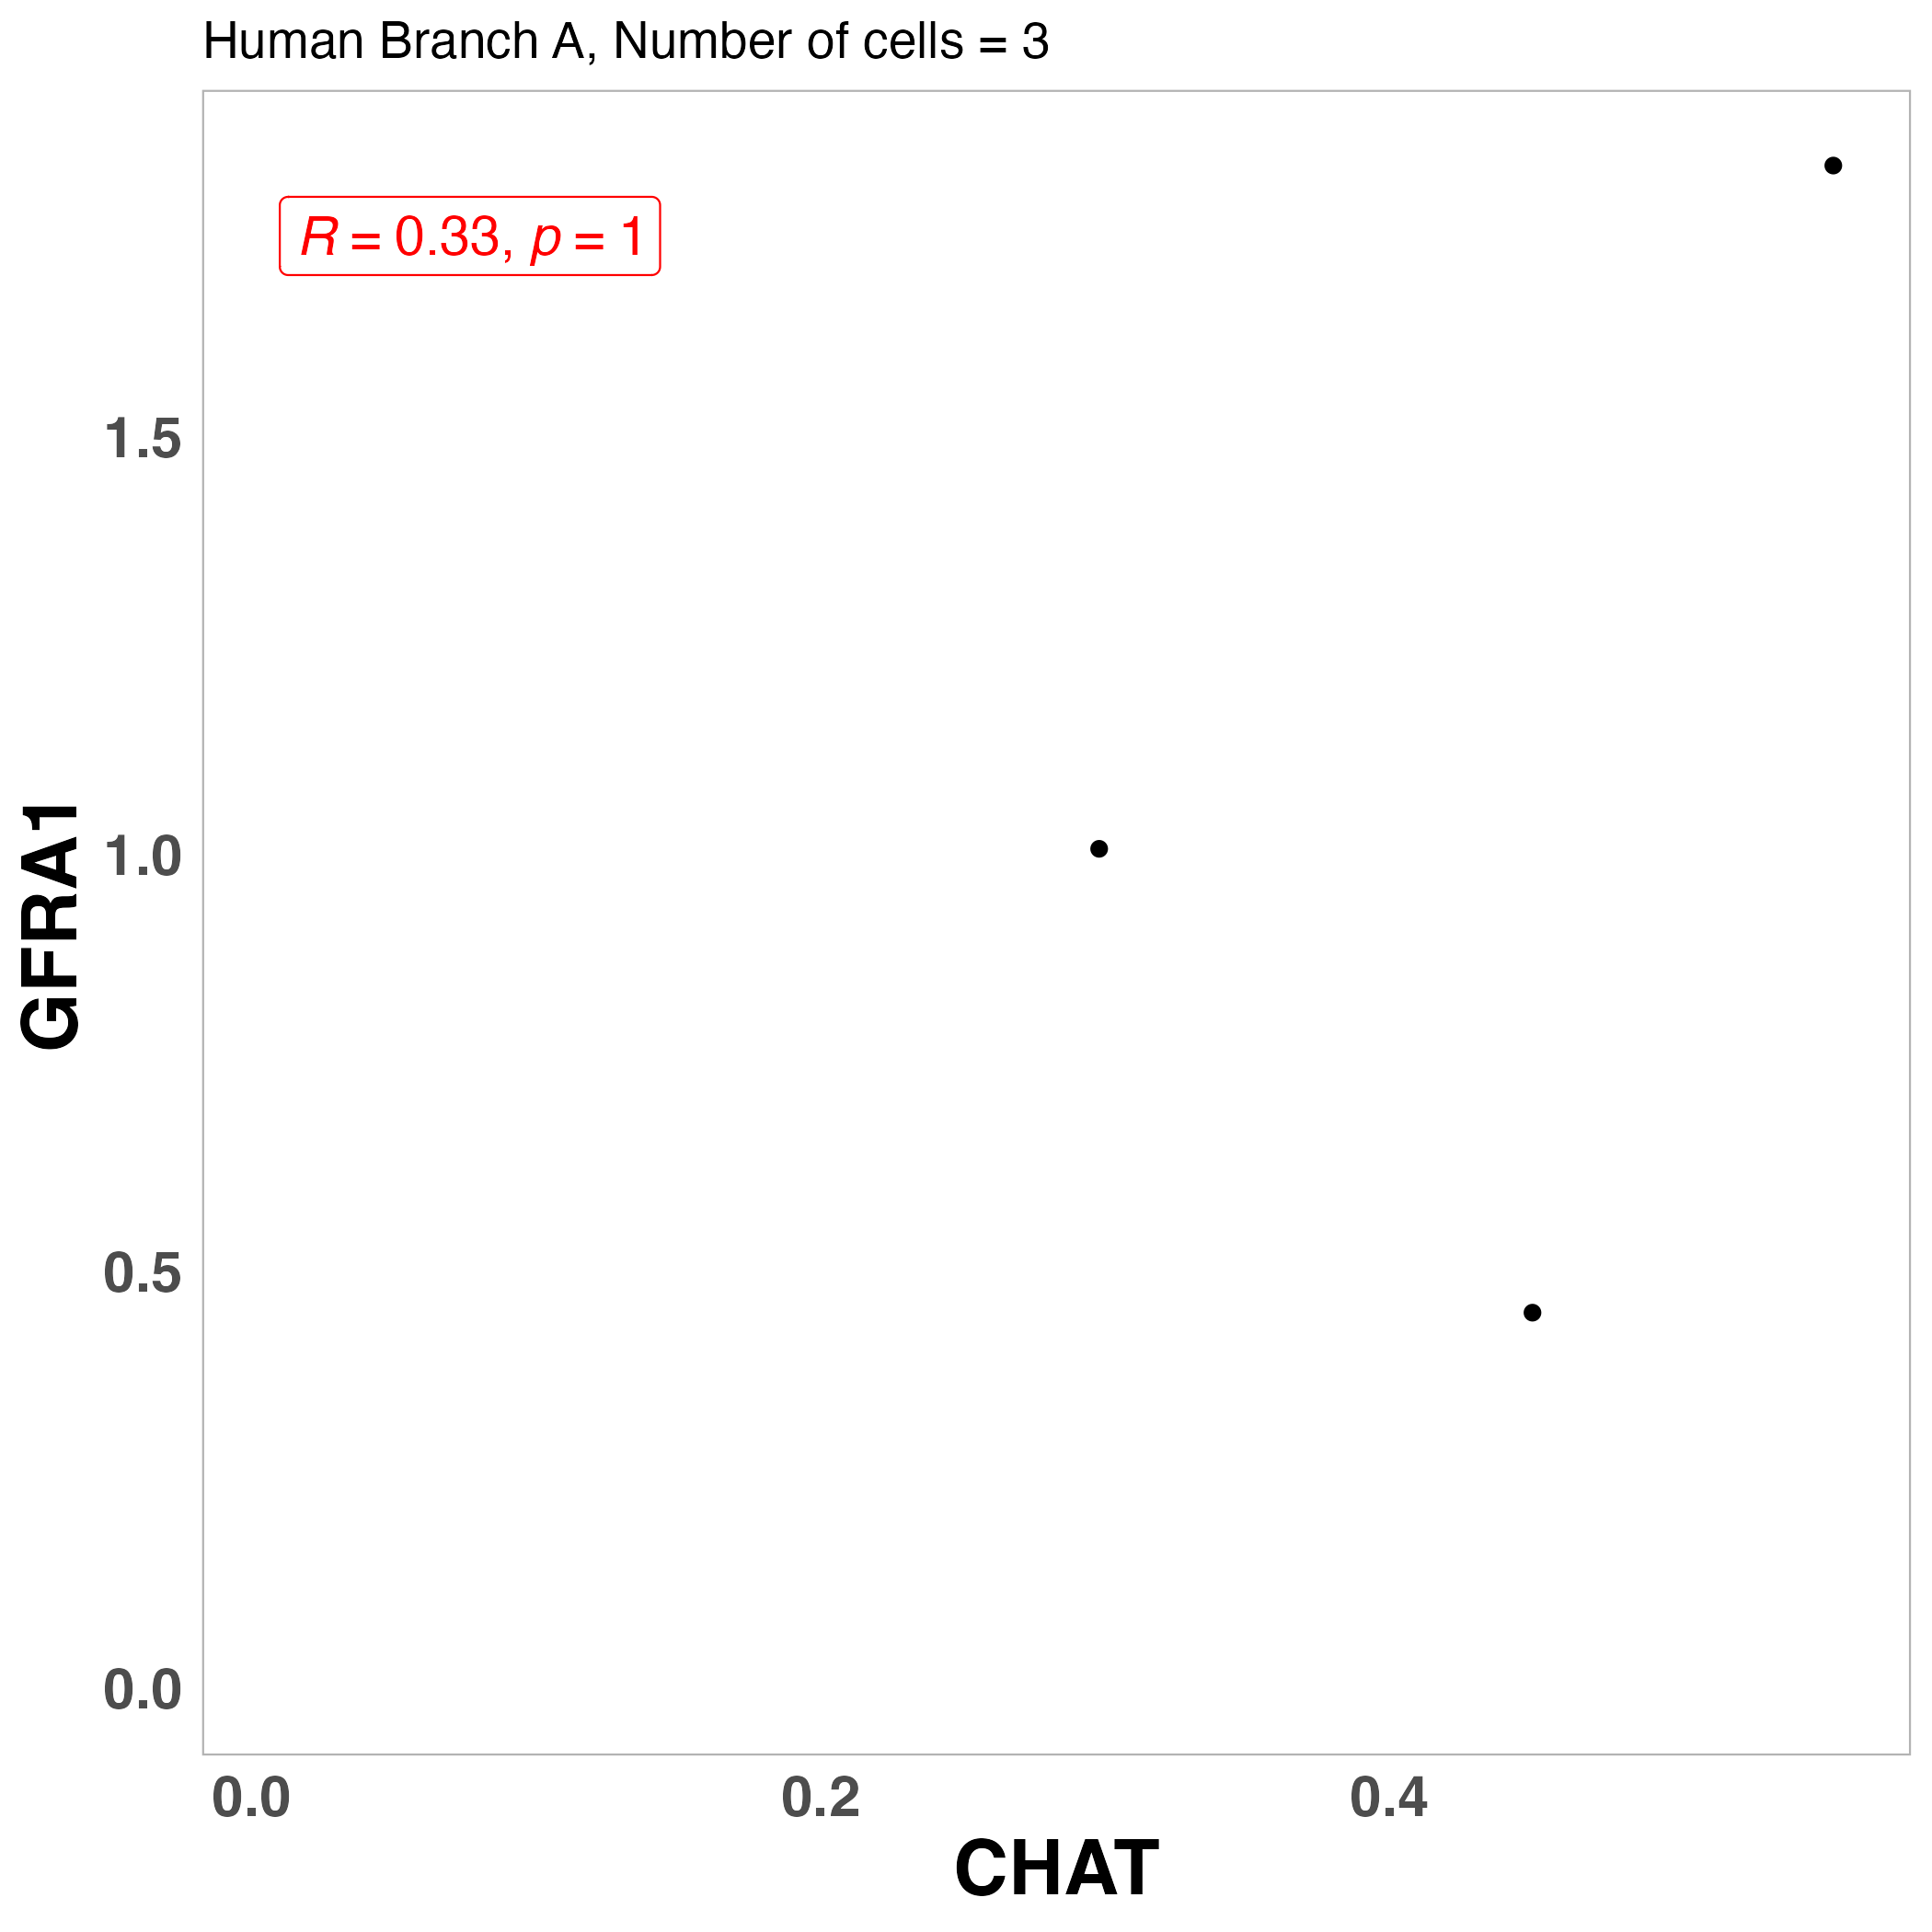 Human Branch A, Number of cells = 3
R = 0.33, p = 1
1.5
1.0
0.5
0.0
GFRA1
0.0 0.2 0.4
CHAT